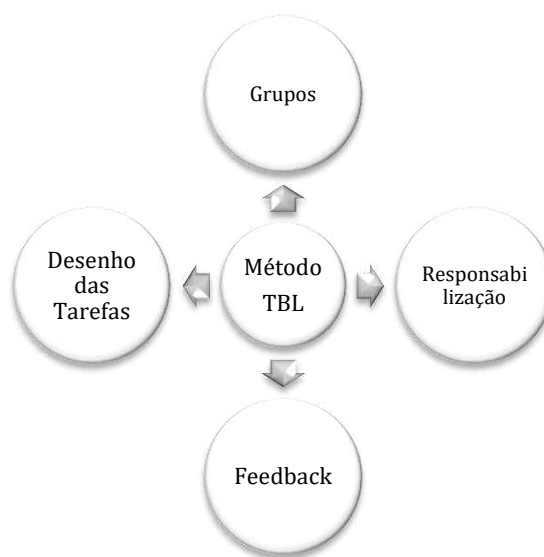 Grupos
Desenho
das
Tarefas
Método
TBL
Responsabi
lização
Feedback